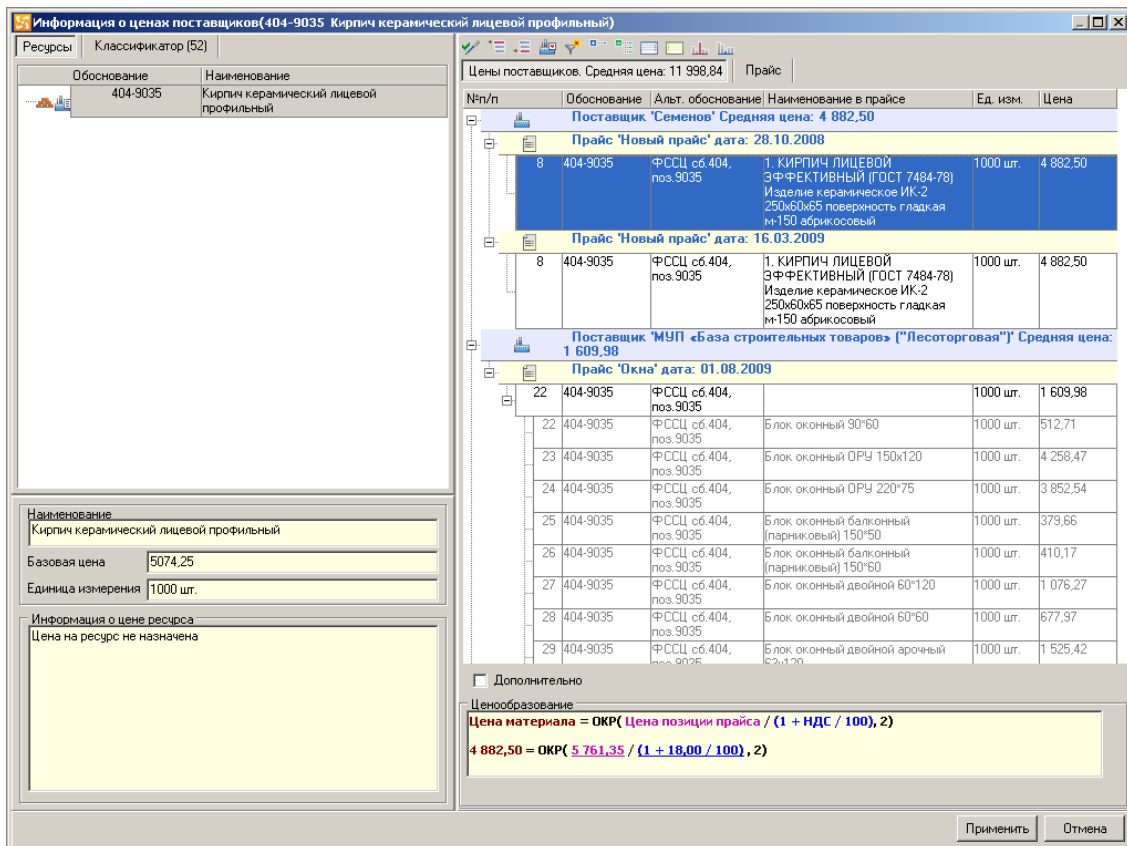 Информация о ценах поставщиков(404-9035 Кирпич керамический лицевой профильный)
Ресурсы
Классификатор (52)
Обоснование Наименование
404-9035 Кирпич керамический лицевой
профильный
Наименование
Кирпич керамический лицевой профильный
Базовая цена 5074,25
Единица измерения 1000 шт.
Информация о цене ресурса
Цена на ресурс не назначена
Цены поставщиков. Средняя цена: 11 998,84
Прайс
№п/п Обоснование Альт. обоснование Наименование в прайсе Ед. изм. Цена
Поставщик 'Семенов' Средняя цена: 4 882,50
Прайс 'Новый прайс' дата: 28.10.2008
8 404-9035 ФССЦ сб.404, 1. КИРПИЧ ЛИЦЕВОЙ 1000 шт. 4 882,50
поз.9035 ЭФФЕКТИВНЫЙ (ГОСТ 7484-78)
Изделие керамическое ИК-2
250х60х65 поверхность гладкая
м-150 абрикосовый
Прайс 'Новый прайс' дата: 16.03.2009
8 404-9035 ФССЦ сб.404, 1. КИРПИЧ ЛИЦЕВОЙ 1000 шт. 4 882,50
поз.9035 ЭФФЕКТИВНЫЙ (ГОСТ 7484-78)
Изделие керамическое ИК-2
250х60х65 поверхность гладкая
м-150 абрикосовый
Поставщик 'МУП «База строительных товаров» ("Лесоторговая")' Средняя цена:
1 609,98
Прайс 'Окна' дата: 01.08.2009
22 404-9035 ФССЦ сб.404, 1000 шт. 1 609,98
поз.9035
22 404-9035 ФССЦ сб.404, Блок оконный 90*60 1000 шт. 512,71
поз.9035
23 404-9035 ФССЦ сб.404, Блок оконный ОРУ 150х120 1000 шт. 4 258,47
поз.9035
24 404-9035 ФССЦ сб.404, Блок оконный ОРУ 220*75 1000 шт. 3 852,54
поз.9035
25 404-9035 ФССЦ сб.404, Блок оконный балконный 1000 шт. 379,66
поз.9035 (парниковый) 150*50
26 404-9035 ФССЦ сб.404, Блок оконный балконный 1000 шт. 410,17
поз.9035 (парниковый) 150*60
27 404-9035 ФССЦ сб.404, Блок оконный двойной 60*120 1000 шт. 1 076,27
поз.9035
28 404-9035 ФССЦ сб.404, Блок оконный двойной 60*60 1000 шт. 677,97
поз.9035
29 404-9035 ФССЦ сб.404, Блок оконный двойной арочный 1000 шт. 1 525,42
Дополнительно
Ценообразование
Цена материала = ОКР( Цена позиции прайса / (1 + НДС / 100), 2)
4 882,50 = ОКР( 5 761,35 / (1 + 18,00 / 100) , 2)
Применить
Отмена